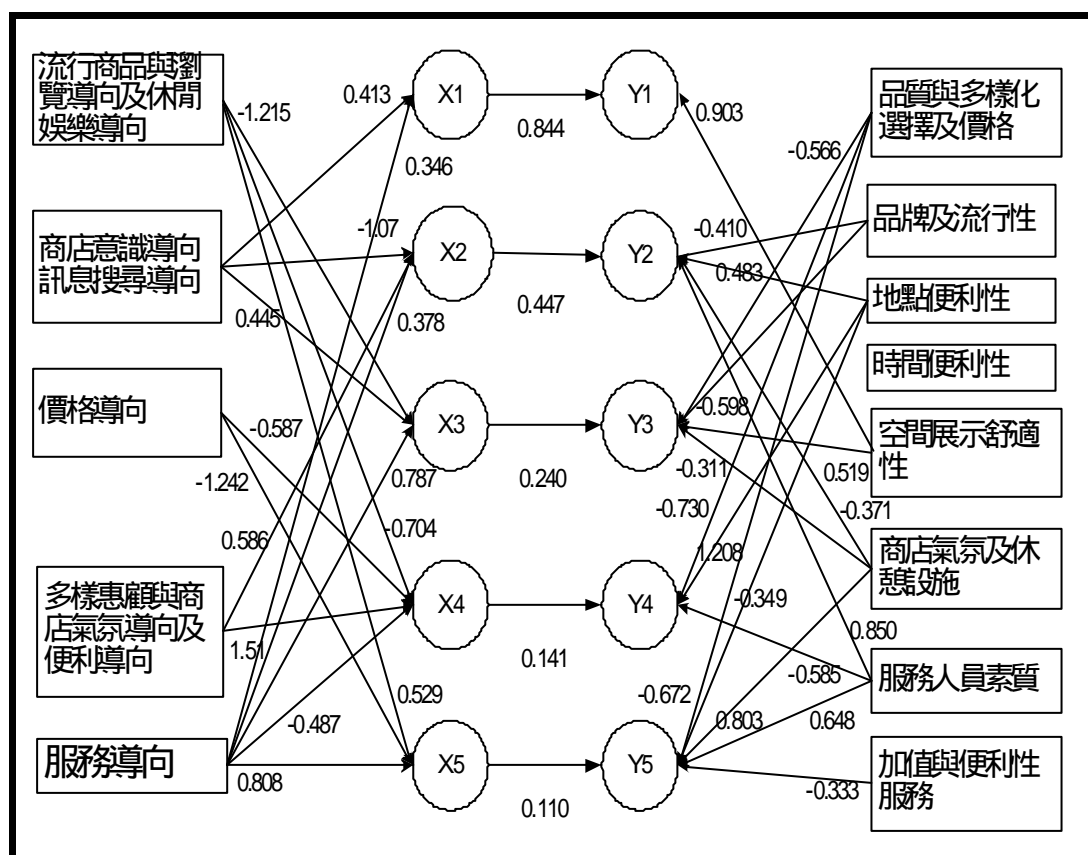 流行商品與瀏
覽導向及休閒
娛樂導向
商店意識導向
訊息搜尋導向
價格導向
多樣惠顧與商
店氣氛導向及
便利導向
服務導向
-1.215
0.413
0.346
-1.07
0.445
0.378
-0.587
-1.242
0.787
0.586
-0.704
1.51
0.529
-0.487
0.808
X1
0.844
Y1
X2
0.447
Y2
X3
0.240
Y3
X4
0.141
Y4
X5
0.110
Y5
0.903
-0.566
-0.410
0.483
-0.598
-0.311
0.519
-0.730
-0.371
1.208
-0.349
0.850
-0.585
-0.672
0.803
0.648
-0.333
品質與多樣化
選擇及價格
品牌及流行性
地點便利性
時間便利性
空間展示舒適
性
商店氣氛及休
憩設施
服務人員素質
加值與便利性
服務